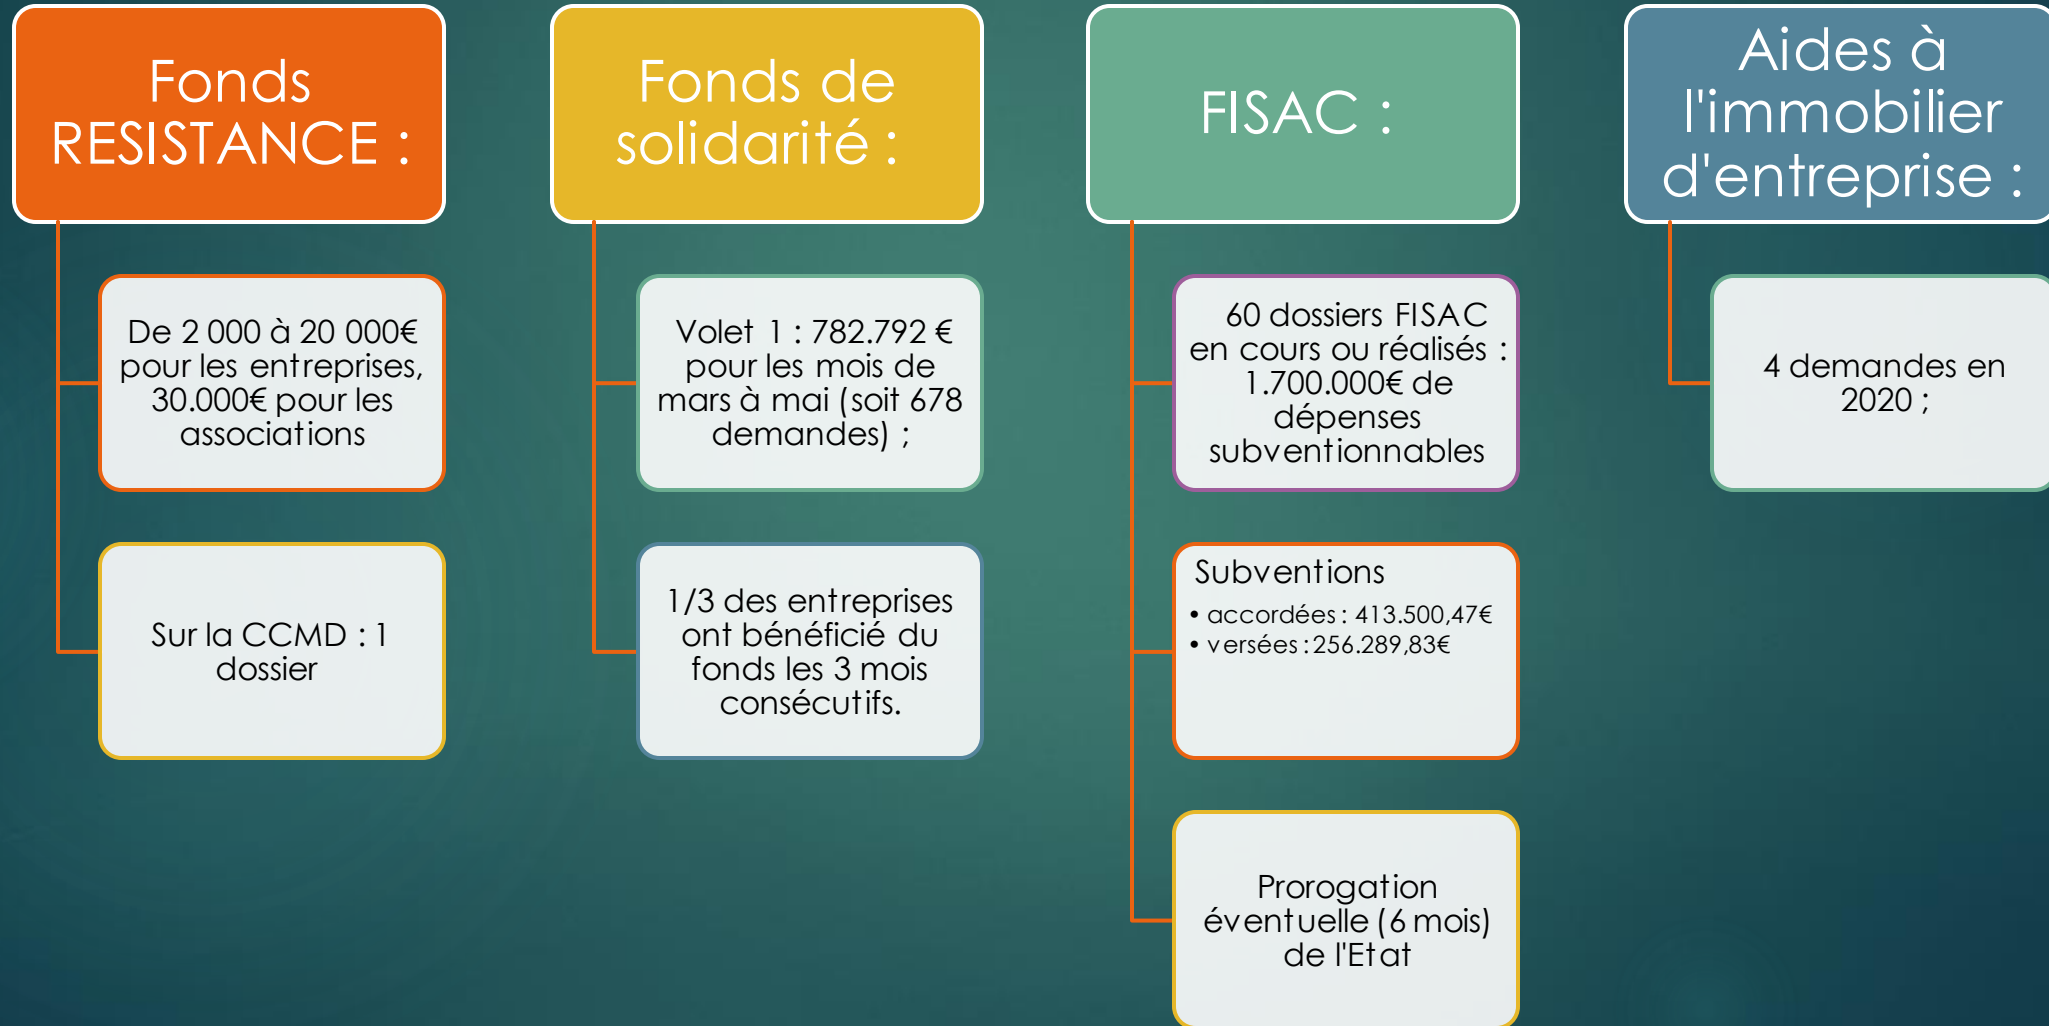 Fonds
RESISTANCE :
De 2 000 à 20 000€
pour les entreprises,
30.000€ pour les
associations
Sur la CCMD : 1
dossier
Fonds de
solidarité :
Volet 1 : 782.792 €
pour les mois de
mars à mai (soit 678
demandes) ;
1/3 des entreprises
ont bénéficié du
fonds les 3 mois
consécutifs.
FISAC :
60 dossiers FISAC
en cours ou réalisés :
1.700.000€ de
dépenses
subventionnables
Subventions
• accordées : 413.500,47€
• versées : 256.289,83€
Prorogation
éventuelle (6 mois)
de l'Etat
Aides à
l'immobilier
d'entreprise :
4 demandes en
2020 ;